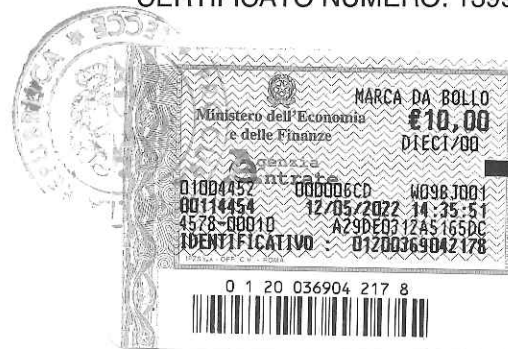 CERTIFICATO NUMERO: 1393
MARCA DA BOLLO
Ministero dell'Economia
e delle Finanze
€10,00
DIECI/00
Agenzia
Entrate
01004452 000006CD W09BJ001
00114454 12/05/2022 14:35:51
4578-00010 A29DE0312A5165DC
IDENTIFICATIVO : 01200369042178
0 1 20 036904 217 8